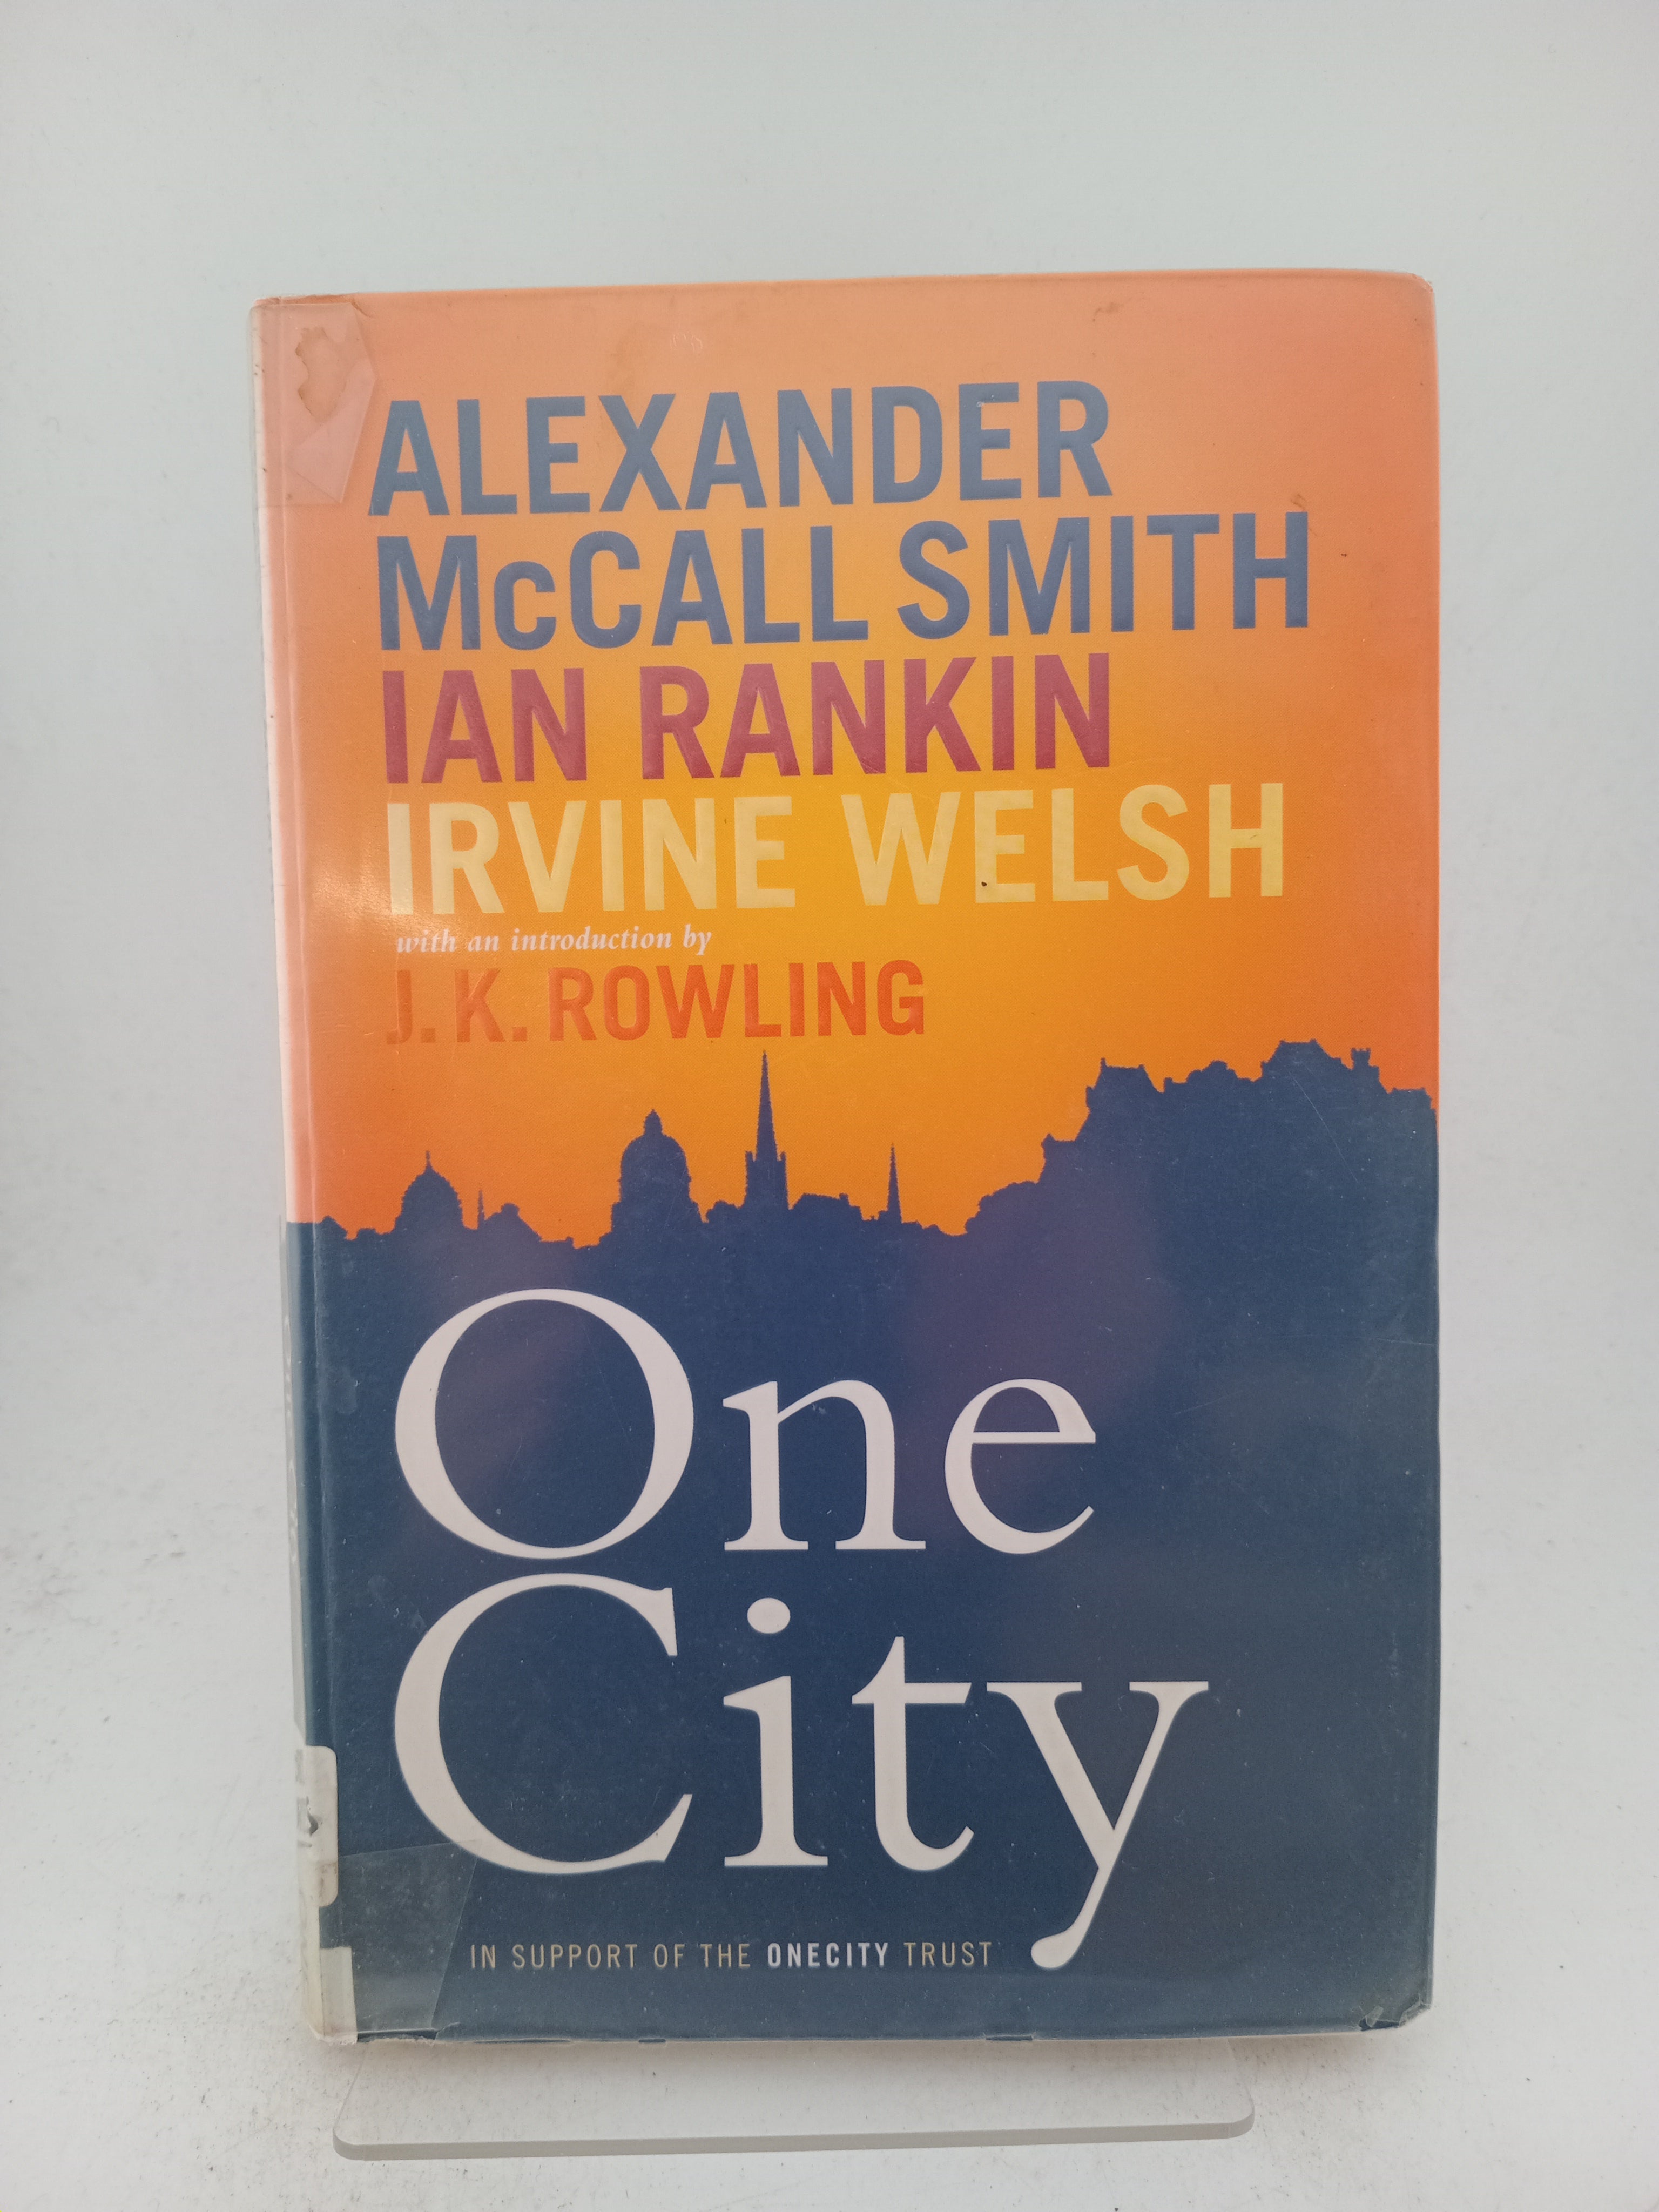 ALEXANDER
McCALL SMITH
IAN RANKIN
IRVINE WELSH
with an introduction by
J. K. ROWLING
One
City
IN SUPPORT OF THE ONECITY TRUST